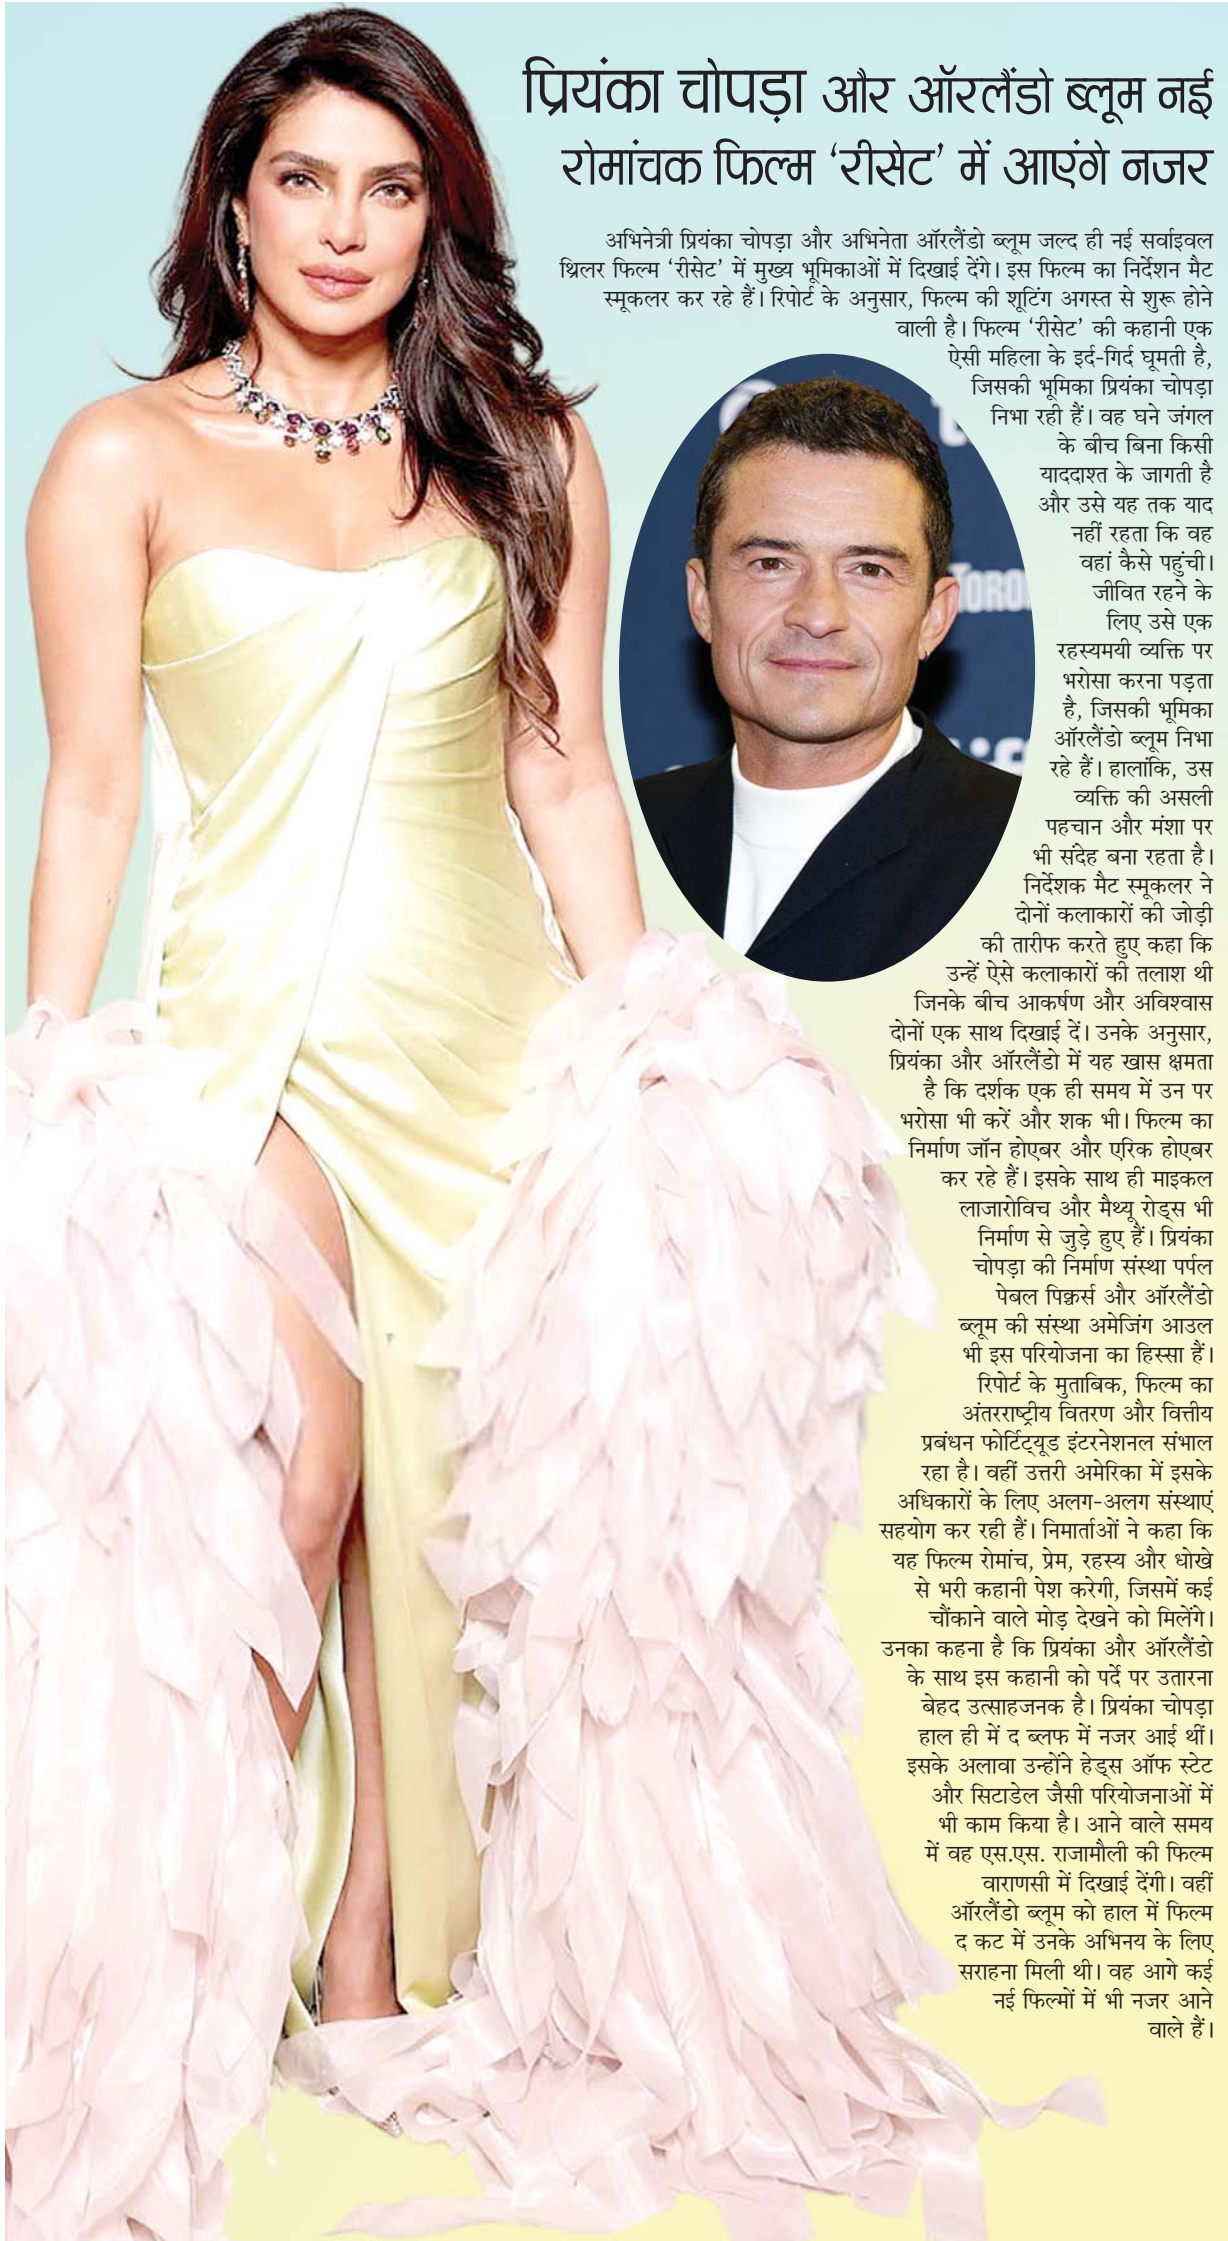 प्रियंका चोपड़ा और ऑरलैंडो ब्लूम नई
रोमांचक फिल्म ‘रीसेट’ में आएंगे नजर
अभिनेत्री प्रियंका चोपड़ा और अभिनेता ऑरलैंडो ब्लूम जल्द ही नई सर्वाइवल
थ्रिलर फिल्म ‘रीसेट’ में मुख्य भूमिकाओं में दिखाई देंगे। इस फिल्म का निर्देशन मैट
स्मूकलर कर रहे हैं। रिपोर्ट के अनुसार, फिल्म की शूटिंग अगस्त से शुरू होने
वाली है। फिल्म ‘रीसेट’ की कहानी एक
ऐसी महिला के इर्द-गिर्द घूमती है,
जिसकी भूमिका प्रियंका चोपड़ा
निभा रही हैं। वह घने जंगल
के बीच बिना किसी
याददाश्त के जागती है
और उसे यह तक याद
नहीं रहता कि वह
वहां कैसे पहुंची।
जीवित रहने के
लिए उसे एक
रहस्यमयी व्यक्ति पर
भरोसा करना पड़ता
है, जिसकी भूमिका
ऑरलैंडो ब्लूम निभा
रहे हैं। हालांकि, उस
व्यक्ति की असली
पहचान और मंशा पर
भी संदेह बना रहता है।
निर्देशक मैट स्मूकलर ने
दोनों कलाकारों की जोड़ी
की तारीफ करते हुए कहा कि
उन्हें ऐसे कलाकारों की तलाश थी
जिनके बीच आकर्षण और अविश्वास
दोनों एक साथ दिखाई दें। उनके अनुसार,
प्रियंका और ऑरलैंडो में यह खास क्षमता
है कि दर्शक एक ही समय में उन पर
भरोसा भी करें और शक भी। फिल्म का
निर्माण जॉन होएबर और एरिक होएबर
कर रहे हैं। इसके साथ ही माइकल
लाजारोविच और मैथ्यू रोड्स भी
निर्माण से जुड़े हुए हैं। प्रियंका
चोपड़ा की निर्माण संस्था पर्पल
पेबल पिक्चर्स और ऑरलैंडो
ब्लूम की संस्था अमेजिंग आउल
भी इस परियोजना का हिस्सा हैं।
रिपोर्ट के मुताबिक, फिल्म का
अंतरराष्ट्रीय वितरण और वित्तीय
प्रबंधन फोर्टिट्यूड इंटरनेशनल संभाल
रहा है। वहीं उत्तरी अमेरिका में इसके
अधिकारों के लिए अलग-अलग संस्थाएं
सहयोग कर रही हैं। निमार्ताओं ने कहा कि
यह फिल्म रोमांच, प्रेम, रहस्य और धोखे
से भरी कहानी पेश करेगी, जिसमें कई
चौंकाने वाले मोड़ देखने को मिलेंगे।
उनका कहना है कि प्रियंका और ऑरलैंडो
के साथ इस कहानी को पर्दे पर उतारना
बेहद उत्साहजनक है। प्रियंका चोपड़ा
हाल ही में द ब्लफ में नजर आई थीं।
इसके अलावा उन्होंने हेड्स ऑफ स्टेट
और सिटाडेल जैसी परियोजनाओं में
भी काम किया है। आने वाले समय
में वह एस.एस. राजामौली की फिल्म
वाराणसी में दिखाई देंगी। वहीं
ऑरलैंडो ब्लूम को हाल में फिल्म
द कट में उनके अभिनय के लिए
सराहना मिली थी। वह आगे कई
नई फिल्मों में भी नजर आने
वाले हैं।